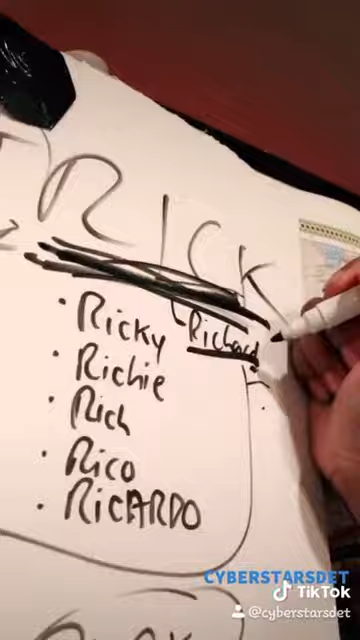 RICK
Richard
• Ricky
• Richie
• Rich
• Rico
• RICARDO
CYBERSTARSDET
TikTok
@cyberstarsdet